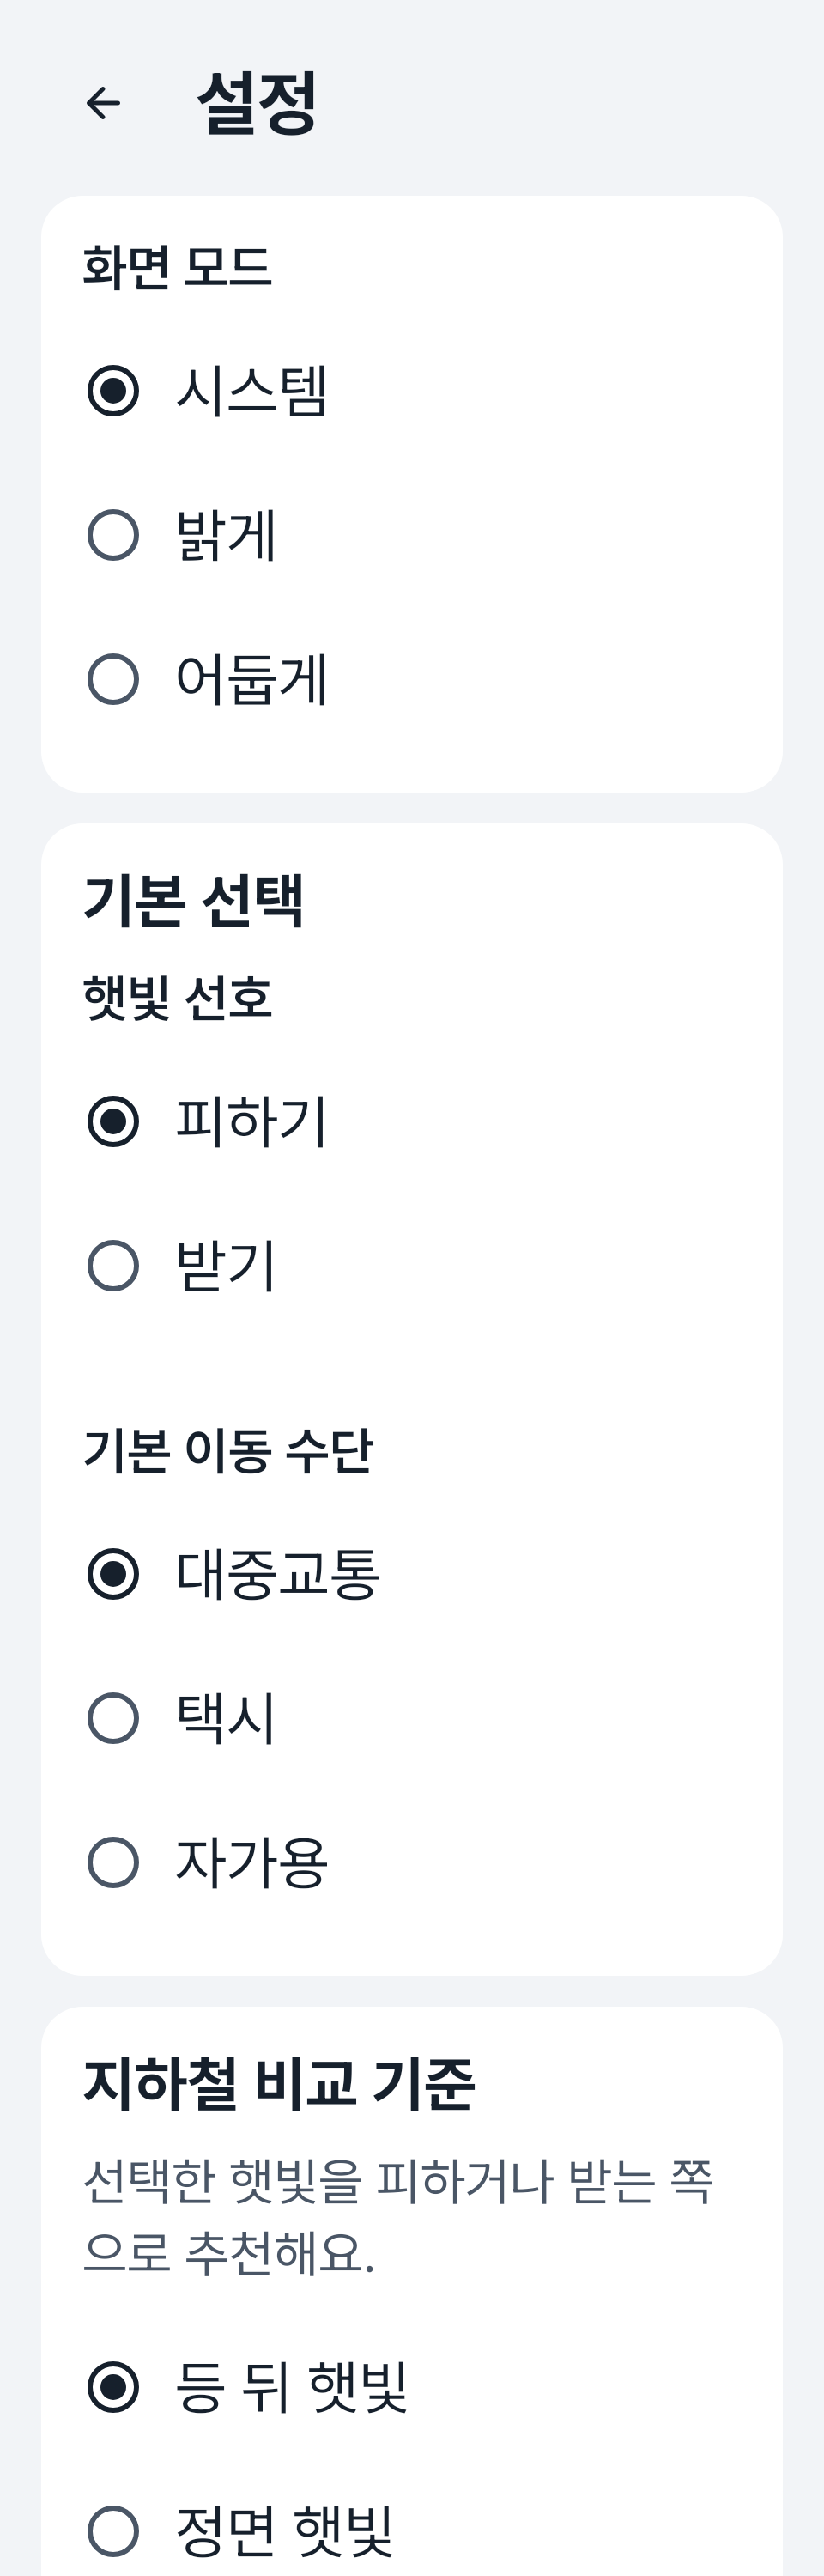 설정
화면 모드
시스템
밝게
어둡게
기본 선택
햇빛 선호
피하기
받기
기본 이동 수단
대중교통
택시
자가용
지하철 비교 기준
선택한 햇빛을 피하거나 받는 쪽
으로 추천해요.
등 뒤 햇빛
정면 햇빛